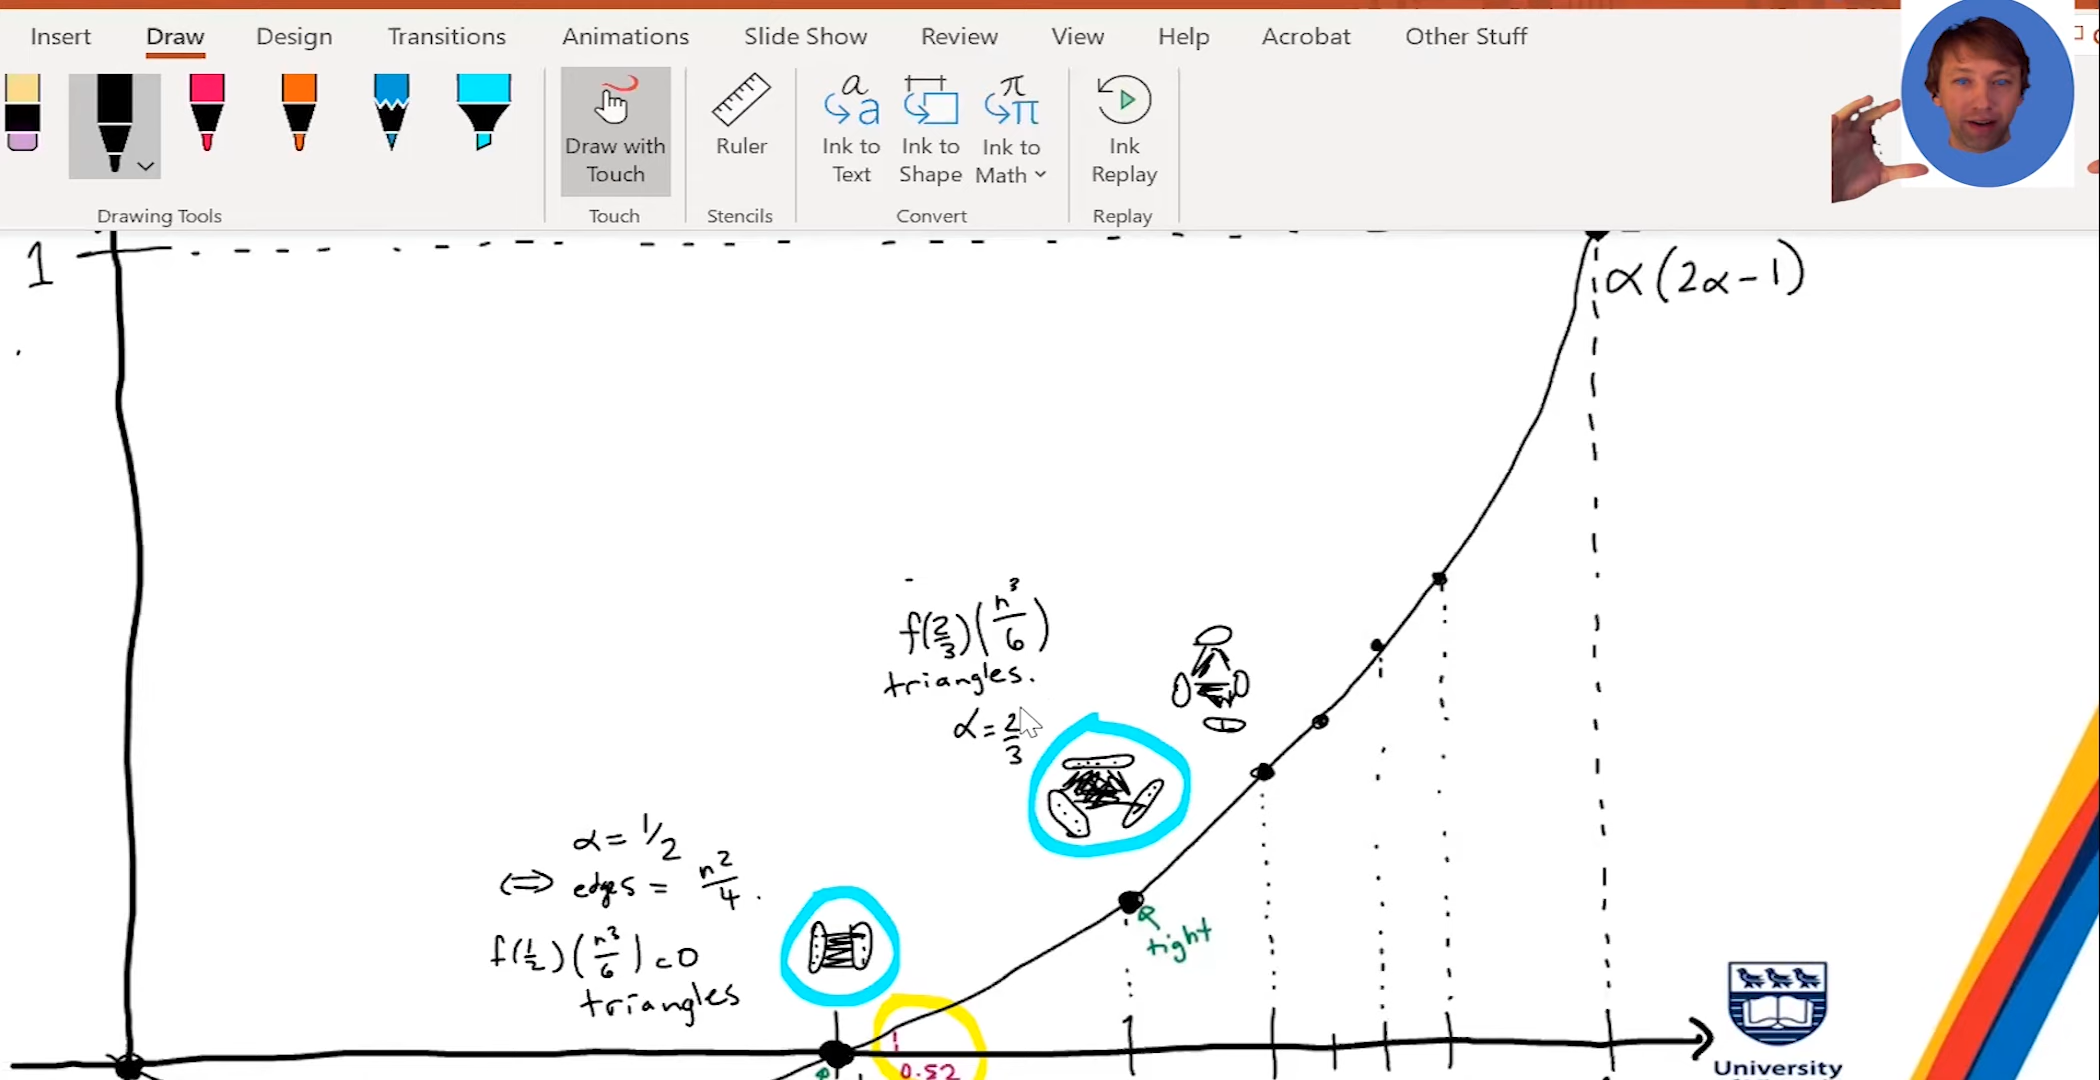 Insert Draw Design Transitions Animations Slide Show Review View Help Acrobat Other Stuff
Draw with Touch
Ruler
Ink to Text
Ink to Shape
Ink to Math
Ink Replay
Drawing Tools Touch Stencils Convert Replay
1
α(2α-1)
f(2/3)(n³/6)
triangles.
α = 2/3
α = 1/2
⇔ edges = n²/4.
f(1/2)(n³/6) = 0
triangles
tight
0.52
University